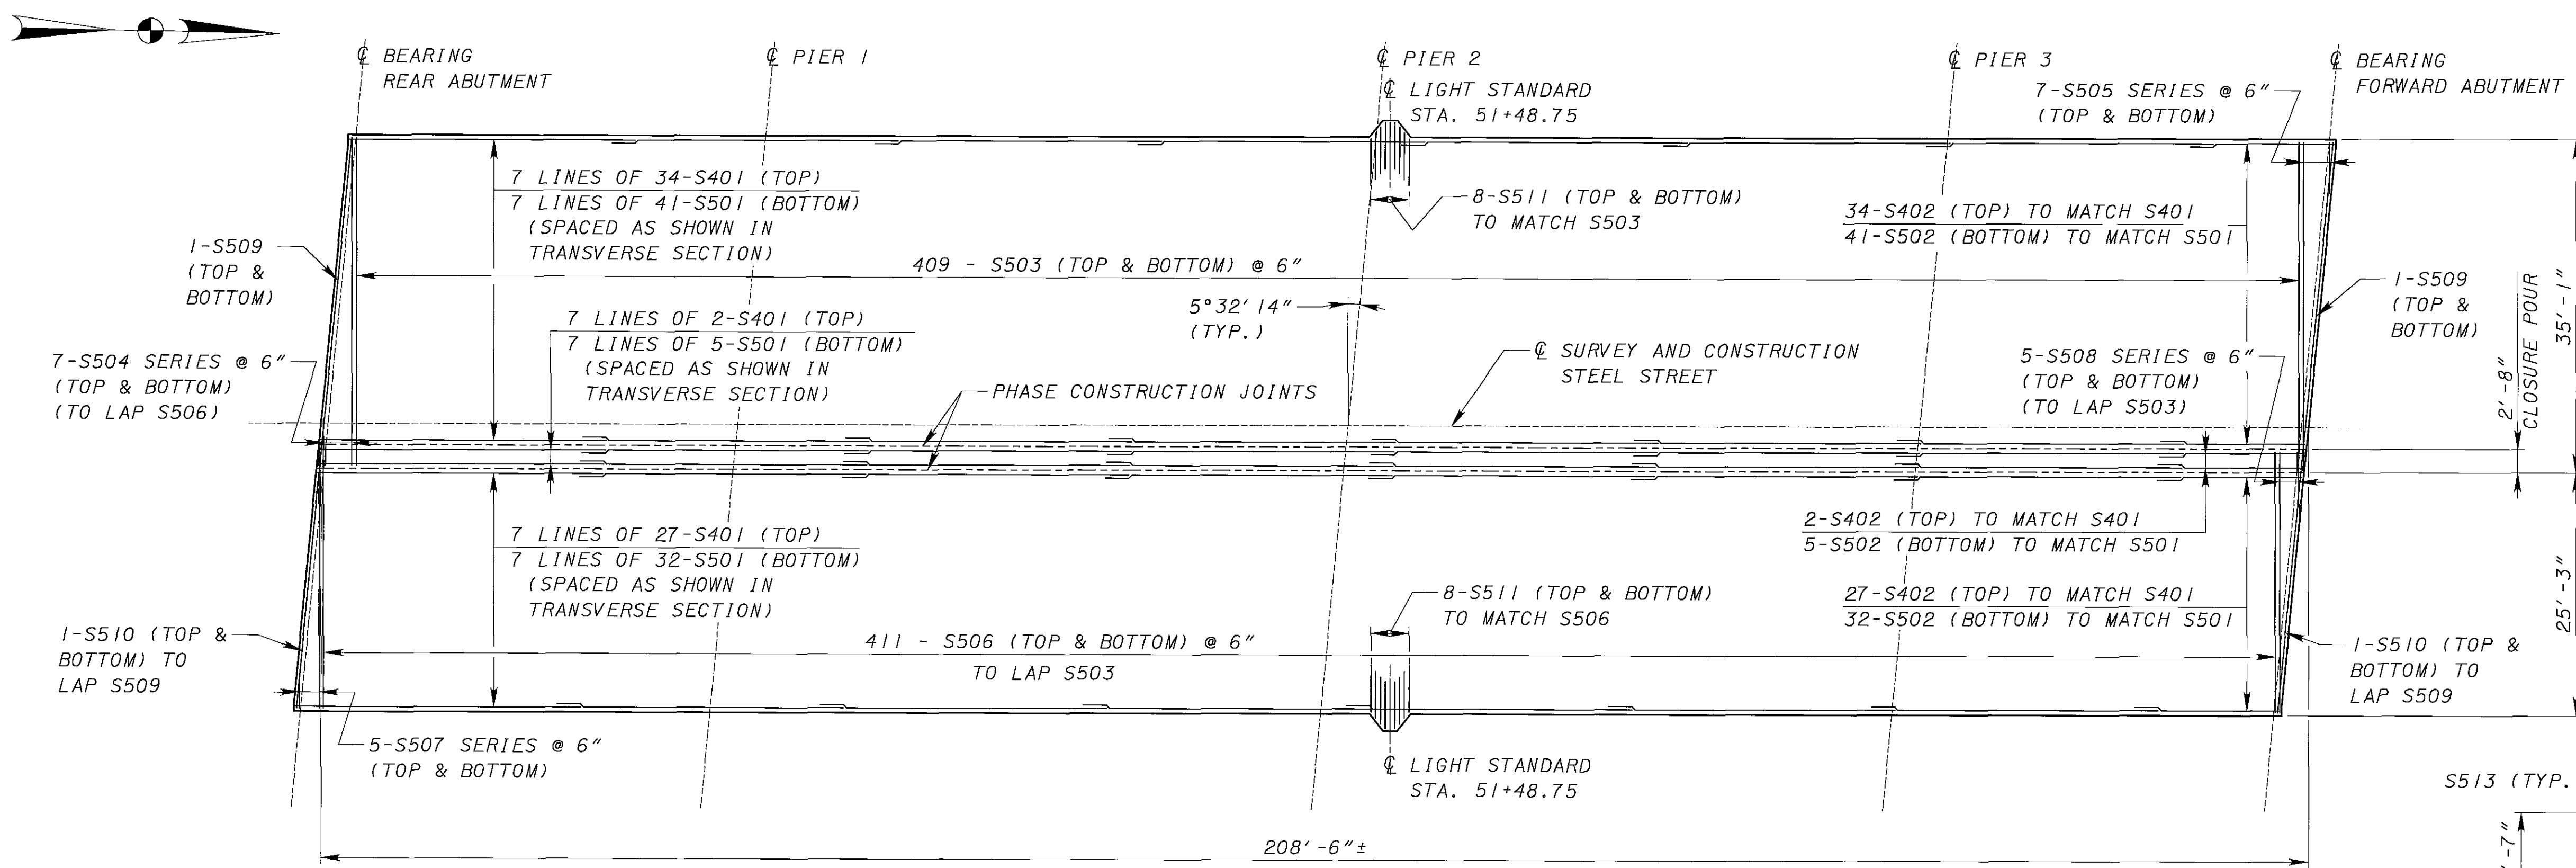 ℄ BEARING
REAR ABUTMENT
℄ PIER 1
℄ PIER 2
℄ LIGHT STANDARD
STA. 51+48.75
℄ PIER 3
℄ BEARING
FORWARD ABUTMENT
7-S505 SERIES @ 6"
(TOP & BOTTOM)
7 LINES OF 34-S401 (TOP)
7 LINES OF 41-S501 (BOTTOM)
(SPACED AS SHOWN IN
TRANSVERSE SECTION)
8-S511 (TOP & BOTTOM)
TO MATCH S503
34-S402 (TOP) TO MATCH S401
41-S502 (BOTTOM) TO MATCH S501
1-S509
(TOP &
BOTTOM)
409 - S503 (TOP & BOTTOM) @ 6"
1-S509
(TOP &
BOTTOM)
5°32'14"
(TYP.)
7 LINES OF 2-S401 (TOP)
7 LINES OF 5-S501 (BOTTOM)
(SPACED AS SHOWN IN
TRANSVERSE SECTION)
℄ SURVEY AND CONSTRUCTION
STEEL STREET
7-S504 SERIES @ 6"
(TOP & BOTTOM)
(TO LAP S506)
PHASE CONSTRUCTION JOINTS
5-S508 SERIES @ 6"
(TOP & BOTTOM)
(TO LAP S503)
2'-8"
CLOSURE POUR
35'-1"
7 LINES OF 27-S401 (TOP)
7 LINES OF 32-S501 (BOTTOM)
(SPACED AS SHOWN IN
TRANSVERSE SECTION)
2-S402 (TOP) TO MATCH S401
5-S502 (BOTTOM) TO MATCH S501
8-S511 (TOP & BOTTOM)
TO MATCH S506
27-S402 (TOP) TO MATCH S401
32-S502 (BOTTOM) TO MATCH S501
25'-3"
1-S510 (TOP &
BOTTOM) TO
LAP S509
411 - S506 (TOP & BOTTOM) @ 6"
TO LAP S503
1-S510 (TOP &
BOTTOM) TO
LAP S509
5-S507 SERIES @ 6"
(TOP & BOTTOM)
℄ LIGHT STANDARD
STA. 51+48.75
S513 (TYP.
'-7"
208'-6"±